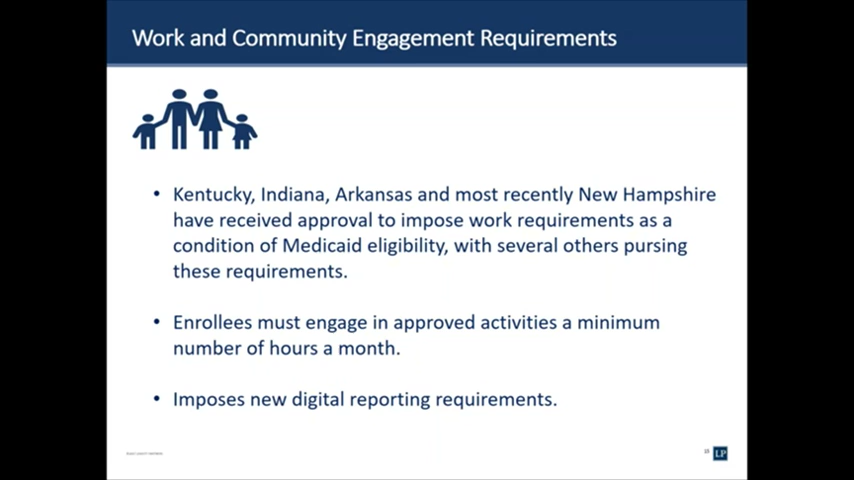 Work and Community Engagement Requirements
• Kentucky, Indiana, Arkansas and most recently New Hampshire
have received approval to impose work requirements as a
condition of Medicaid eligibility, with several others pursing
these requirements.
• Enrollees must engage in approved activities a minimum
number of hours a month.
• Imposes new digital reporting requirements.
LP